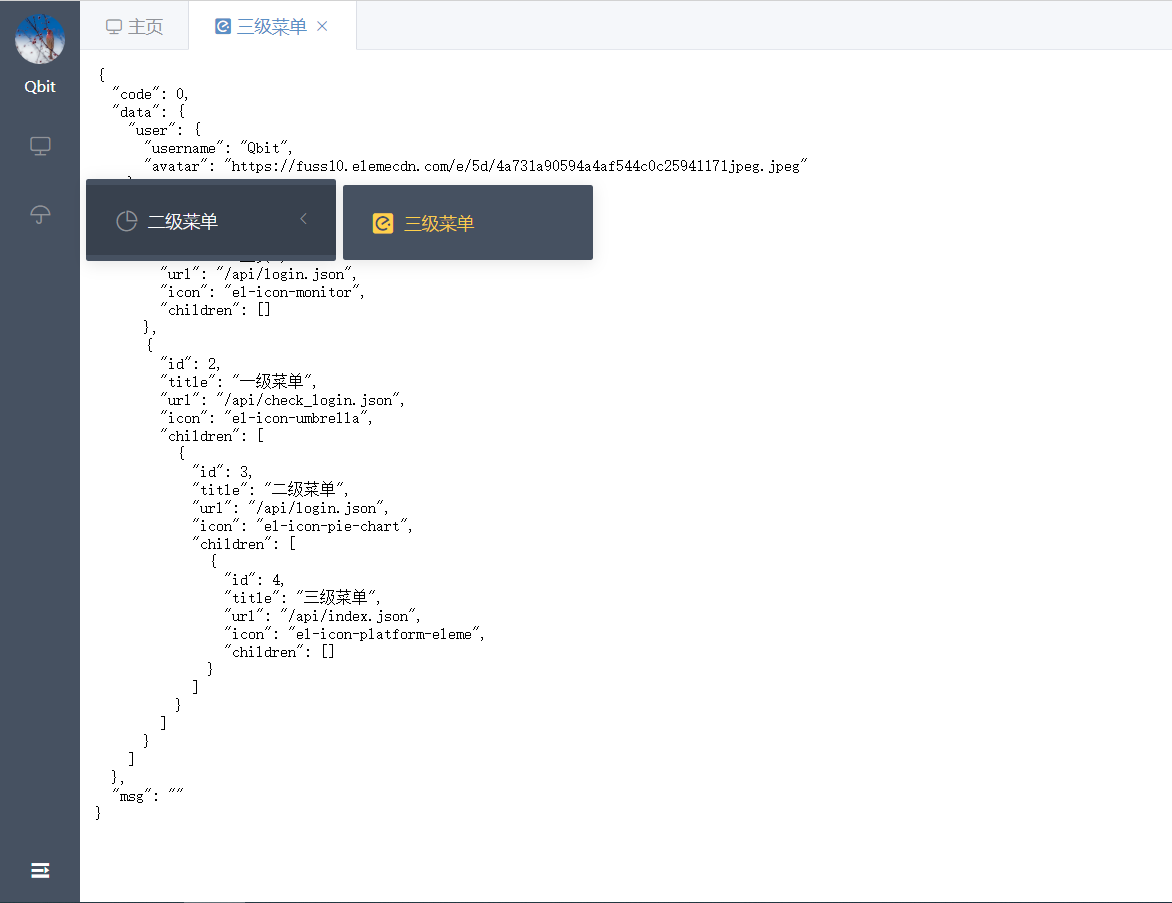 主页
三级菜单
Qbit
{
"code": 0,
"data": {
"user": {
"username": "Qbit",
"avatar": "https://fuss10.elemecdn.com/e/5d/4a731a90594a4af544c0c25941171jpeg.jpeg"
二级菜单
三级菜单
"url": "/api/login.json",
"icon": "el-icon-monitor",
"children": []
},
{
"id": 2,
"title": "一级菜单",
"url": "/api/check_login.json",
"icon": "el-icon-umbrella",
"children": [
{
"id": 3,
"title": "二级菜单",
"url": "/api/login.json",
"icon": "el-icon-pie-chart",
"children": [
{
"id": 4,
"title": "三级菜单",
"url": "/api/index.json",
"icon": "el-icon-platform-eleme",
"children": []
}
]
}
]
}
]
},
"msg": ""
}